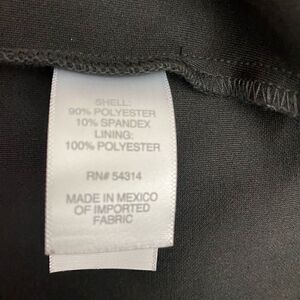 SHELL:
90% POLYESTER
10% SPANDEX
LINING:
100% POLYESTER
RN# 54314
MADE IN MEXICO
OF IMPORTED
FABRIC